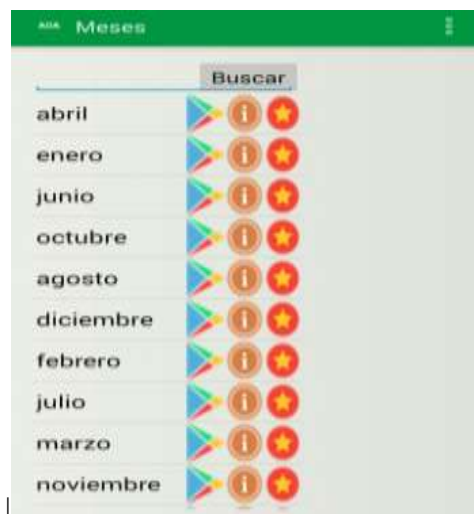 Meses
Buscar
abril
enero
junio
octubre
agosto
diciembre
febrero
julio
marzo
noviembre